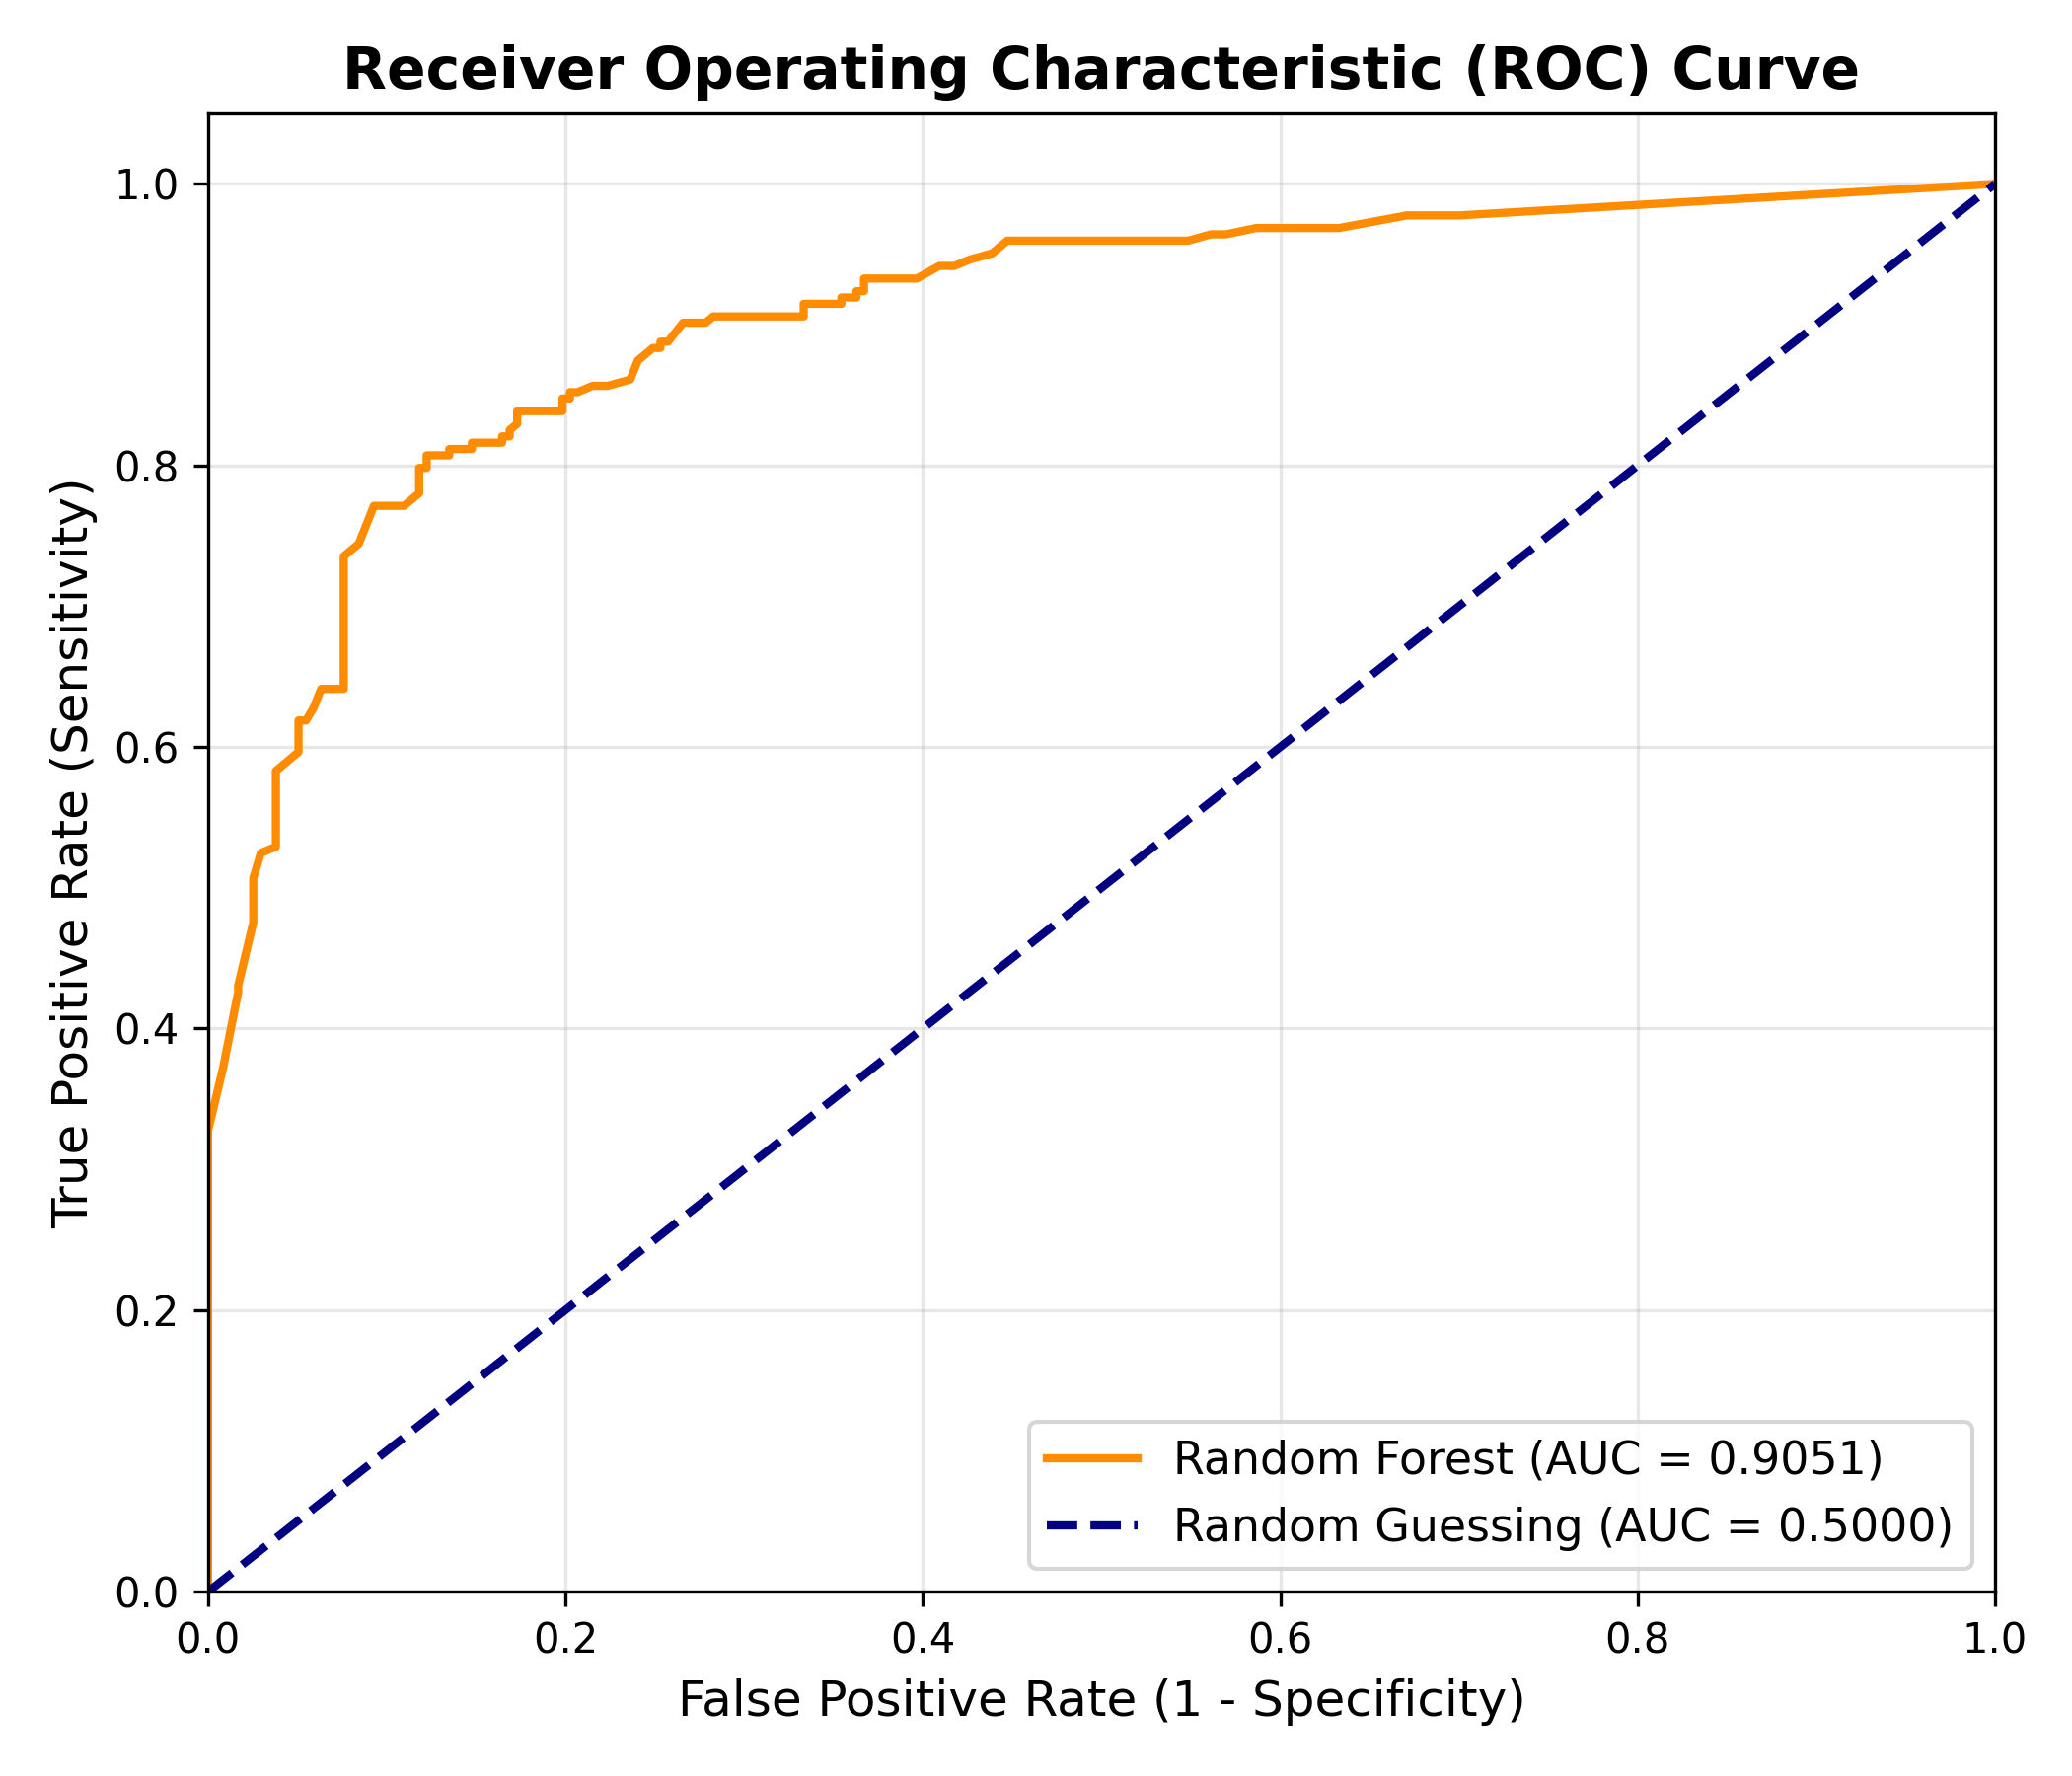 Receiver Operating Characteristic (ROC) Curve
True Positive Rate (Sensitivity)
1.0
0.8
0.6
0.4
0.2
0.0
0.0 0.2 0.4 0.6 0.8 1.0
False Positive Rate (1 - Specificity)
Random Forest (AUC = 0.9051)
Random Guessing (AUC = 0.5000)